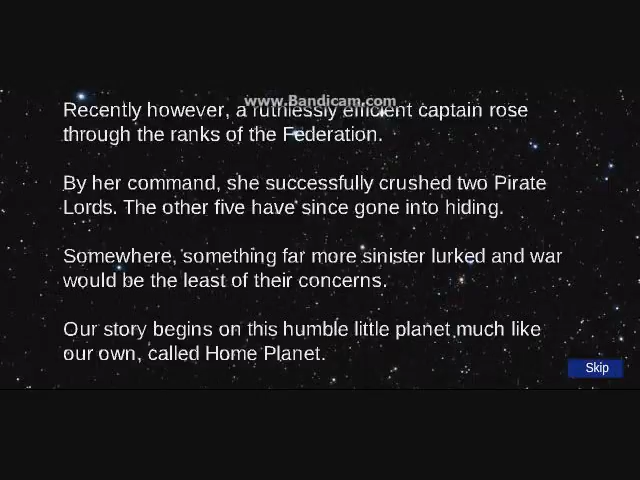 www.Bandicam.com
Recently however, a ruthlessly efficient captain rose
through the ranks of the Federation.
By her command, she successfully crushed two Pirate
Lords. The other five have since gone into hiding.
Somewhere, something far more sinister lurked and war
would be the least of their concerns.
Our story begins on this humble little planet much like
our own, called Home Planet.
Skip